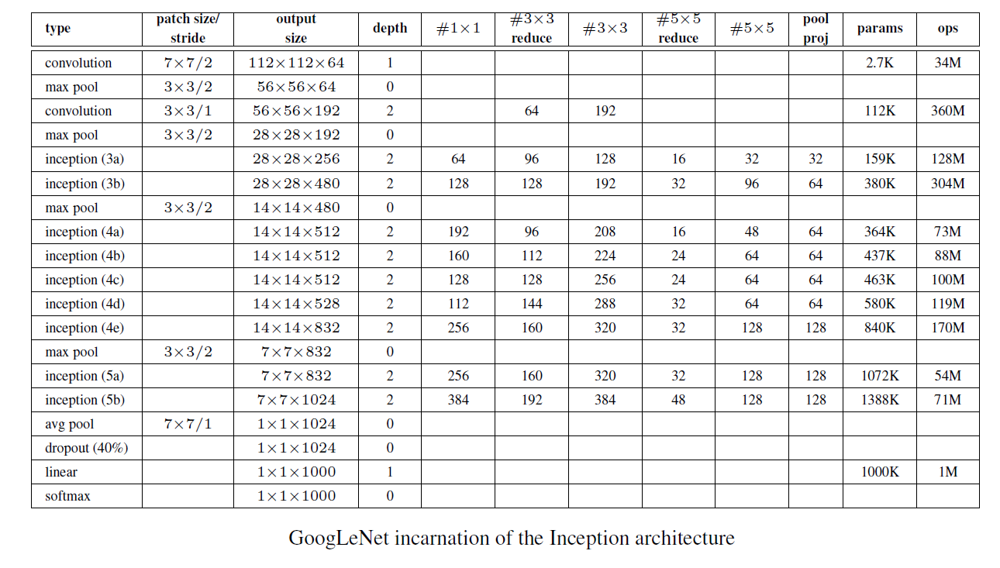 type patch size/ stride output size depth #1×1 #3×3 reduce #3×3 #5×5 reduce #5×5 pool proj params ops
convolution 7×7/2 112×112×64 1 2.7K 34M
max pool 3×3/2 56×56×64 0
convolution 3×3/1 56×56×192 2 64 192 112K 360M
max pool 3×3/2 28×28×192 0
inception (3a) 28×28×256 2 64 96 128 16 32 32 159K 128M
inception (3b) 28×28×480 2 128 128 192 32 96 64 380K 304M
max pool 3×3/2 14×14×480 0
inception (4a) 14×14×512 2 192 96 208 16 48 64 364K 73M
inception (4b) 14×14×512 2 160 112 224 24 64 64 437K 88M
inception (4c) 14×14×512 2 128 128 256 24 64 64 463K 100M
inception (4d) 14×14×528 2 112 144 288 32 64 64 580K 119M
inception (4e) 14×14×832 2 256 160 320 32 128 128 840K 170M
max pool 3×3/2 7×7×832 0
inception (5a) 7×7×832 2 256 160 320 32 128 128 1072K 54M
inception (5b) 7×7×1024 2 384 192 384 48 128 128 1388K 71M
avg pool 7×7/1 1×1×1024 0
dropout (40%) 1×1×1024 0
linear 1×1×1000 1 1000K 1M
softmax 1×1×1000 0
GoogLeNet incarnation of the Inception architecture